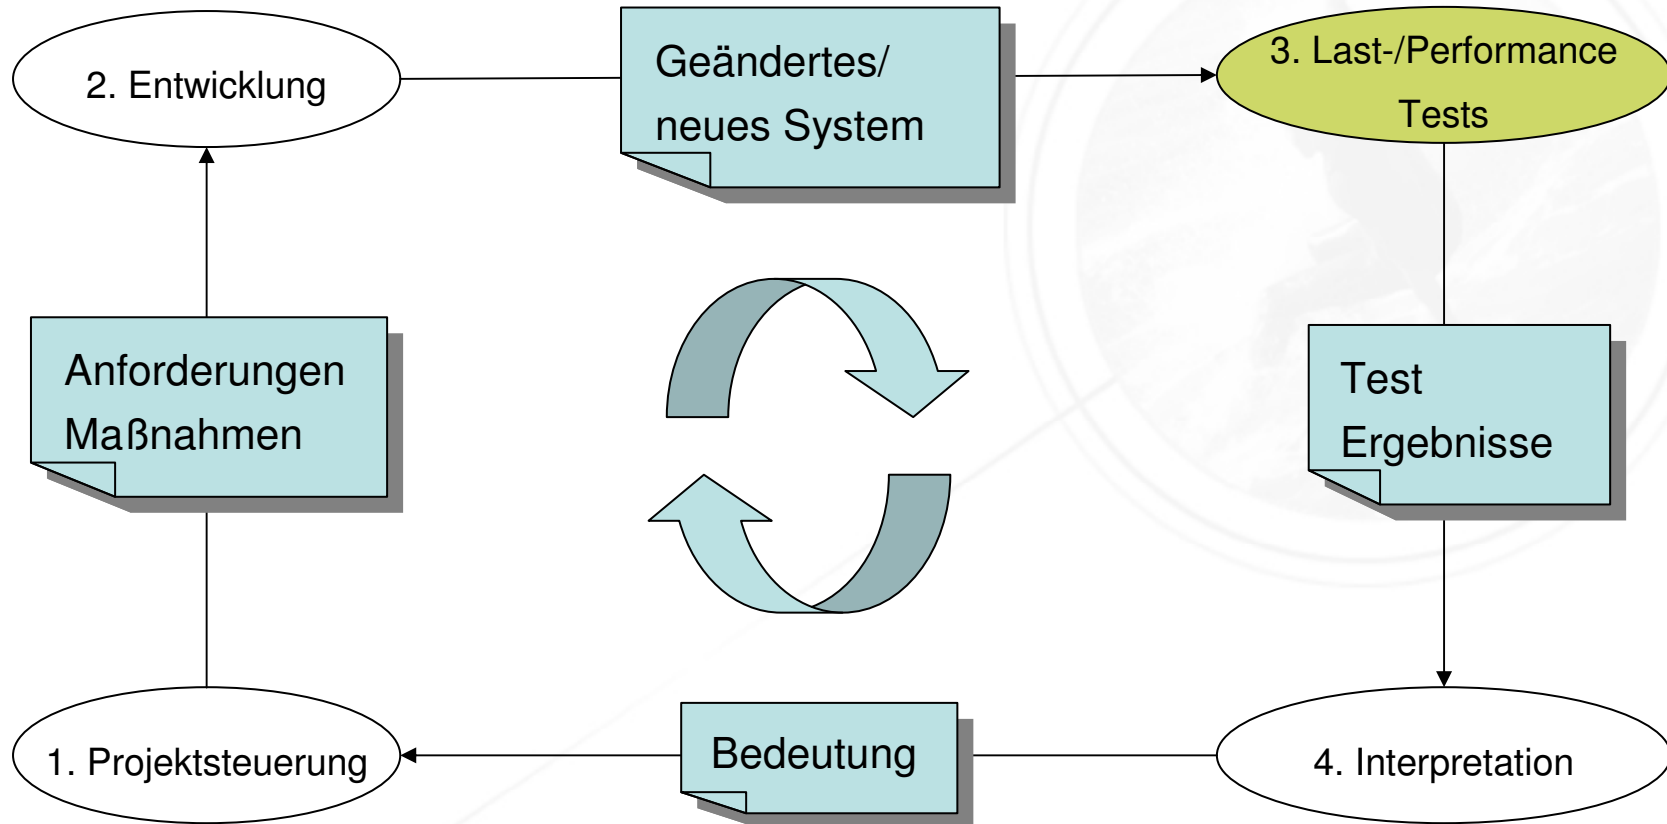 2. Entwicklung
Geändertes/
neues System
3. Last-/Performance
Tests
Anforderungen
Maßnahmen
Test
Ergebnisse
1. Projektsteuerung
Bedeutung
4. Interpretation